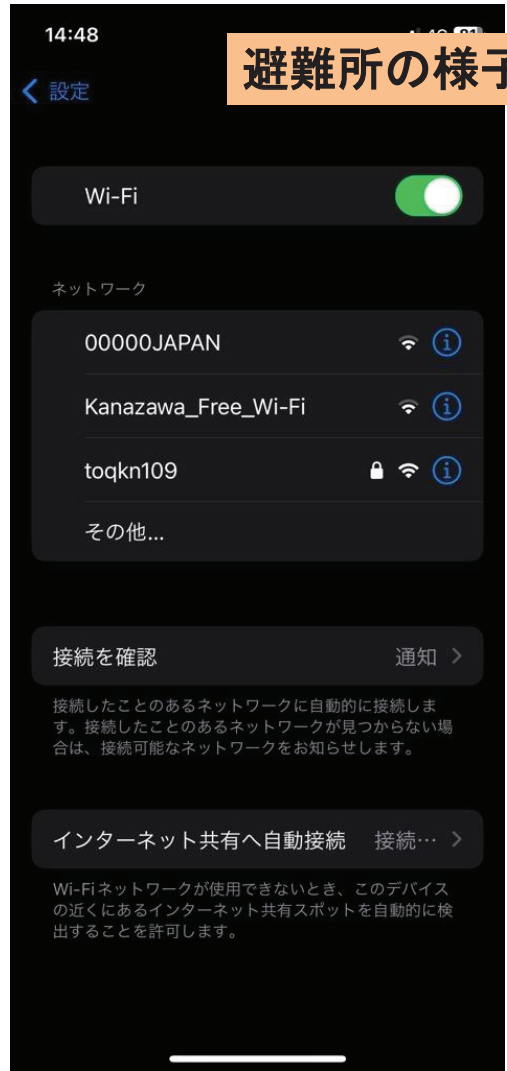 14:48
避難所の様子
設定
Wi-Fi
ネットワーク
00000JAPAN
Kanazawa_Free_Wi-Fi
toqkn109
その他...
接続を確認 通知
接続したことのあるネットワークに自動的に接続しま
す。接続したことのあるネットワークが見つからない場
合は、接続可能なネットワークをお知らせします。
インターネット共有へ自動接続 接続…
Wi-Fiネットワークが使用できないとき、このデバイス
の近くにあるインターネット共有スポットを自動的に検
出することを許可します。